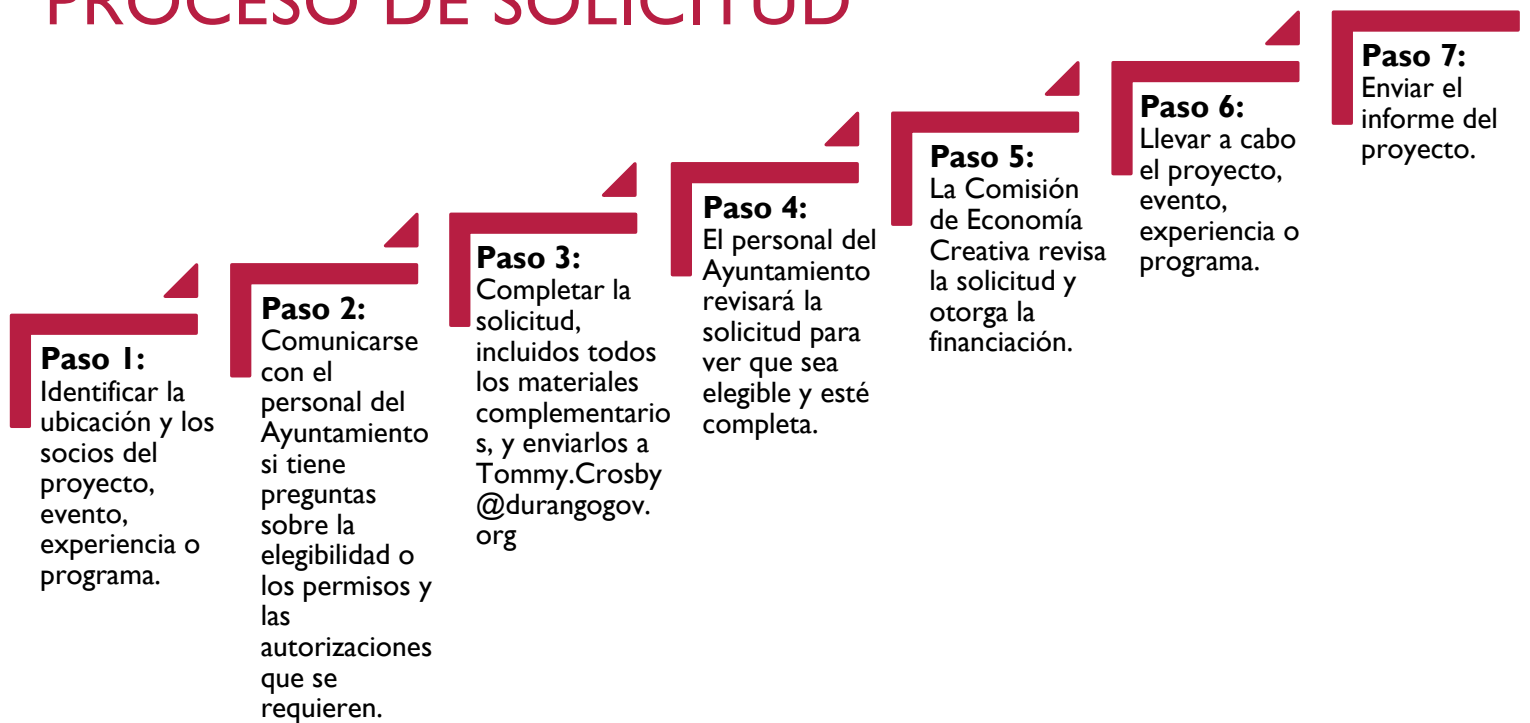 PROCESO DE SOLICITUD
Paso 1:
Identificar la
ubicación y los
socios del
proyecto,
evento,
experiencia o
programa.
Paso 2:
Comunicarse
con el
personal del
Ayuntamiento
si tiene
preguntas
sobre la
elegibilidad o
los permisos y
las
autorizaciones
que se
requieren.
Paso 3:
Completar la
solicitud,
incluidos todos
los materiales
complementario
s, y enviarlos a
Tommy.Crosby
@durangogov.
org
Paso 4:
El personal del
Ayuntamiento
revisará la
solicitud para
ver que sea
elegible y esté
completa.
Paso 5:
La Comisión
de Economía
Creativa revisa
la solicitud y
otorga la
financiación.
Paso 6:
Llevar a cabo
el proyecto,
evento,
experiencia o
programa.
Paso 7:
Enviar el
informe del
proyecto.